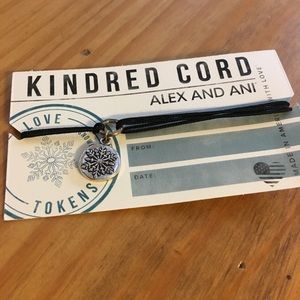 KINDRED CORD
ALEX AND ANI
LOVE
TOKENS
FROM:
DATE:
MADE IN AMERICA WITH LOVE